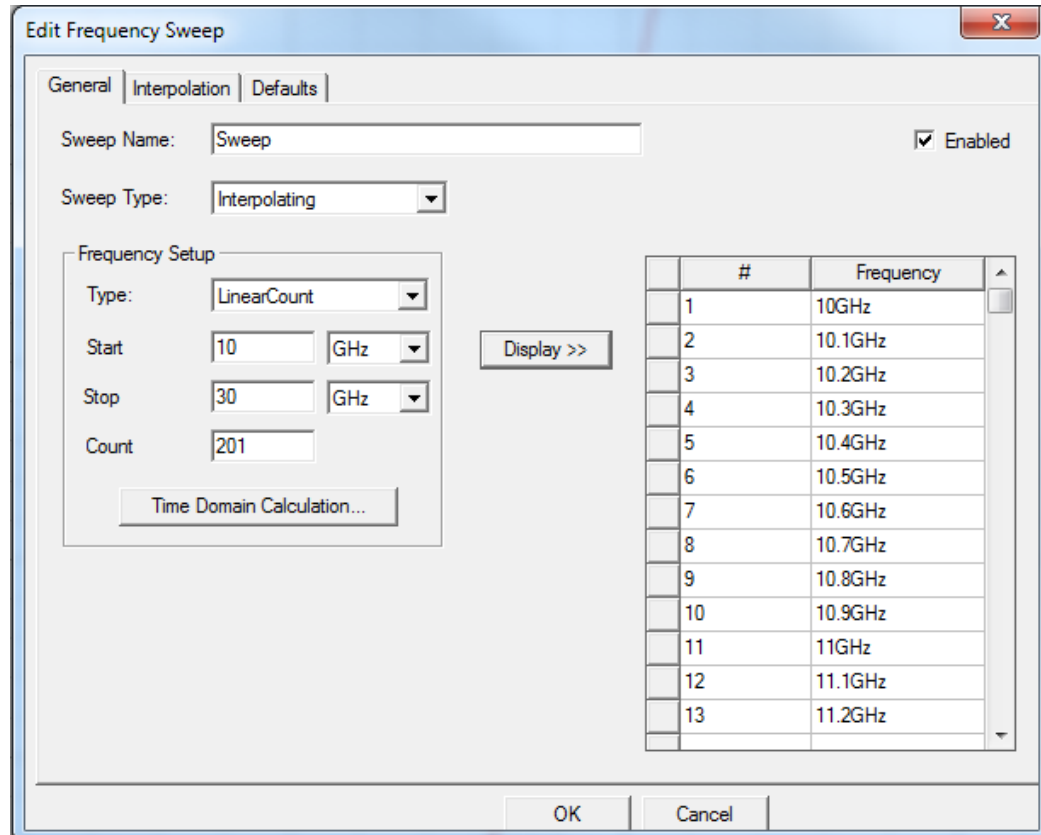 Edit Frequency Sweep
General Interpolation Defaults
Sweep Name: Sweep Enabled
Sweep Type: Interpolating
Frequency Setup
Type: LinearCount
Start 10 GHz
Stop 30 GHz
Count 201
Time Domain Calculation...
Display >>
# Frequency
1 10GHz
2 10.1GHz
3 10.2GHz
4 10.3GHz
5 10.4GHz
6 10.5GHz
7 10.6GHz
8 10.7GHz
9 10.8GHz
10 10.9GHz
11 11GHz
12 11.1GHz
13 11.2GHz
OK Cancel